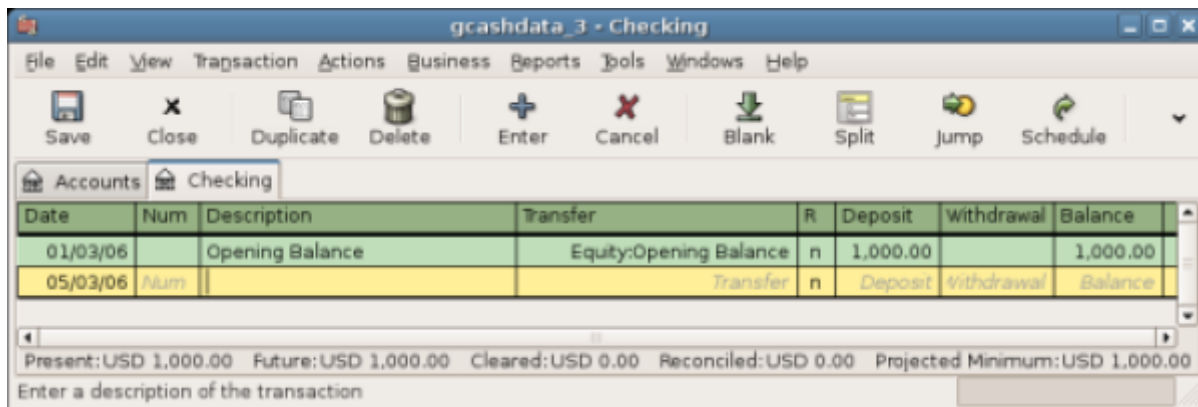 gcashdata_3 - Checking
File Edit View Transaction Actions Business Reports Tools Windows Help
Save Close Duplicate Delete Enter Cancel Blank Split Jump Schedule
Accounts Checking
Date Num Description Transfer R Deposit Withdrawal Balance
01/03/06 Opening Balance Equity:Opening Balance n 1,000.00 1,000.00
05/03/06 Num Transfer n Deposit Withdrawal Balance
Present:USD 1,000.00 Future:USD 1,000.00 Cleared:USD 0.00 Reconciled:USD 0.00 Projected Minimum:USD 1,000.00
Enter a description of the transaction